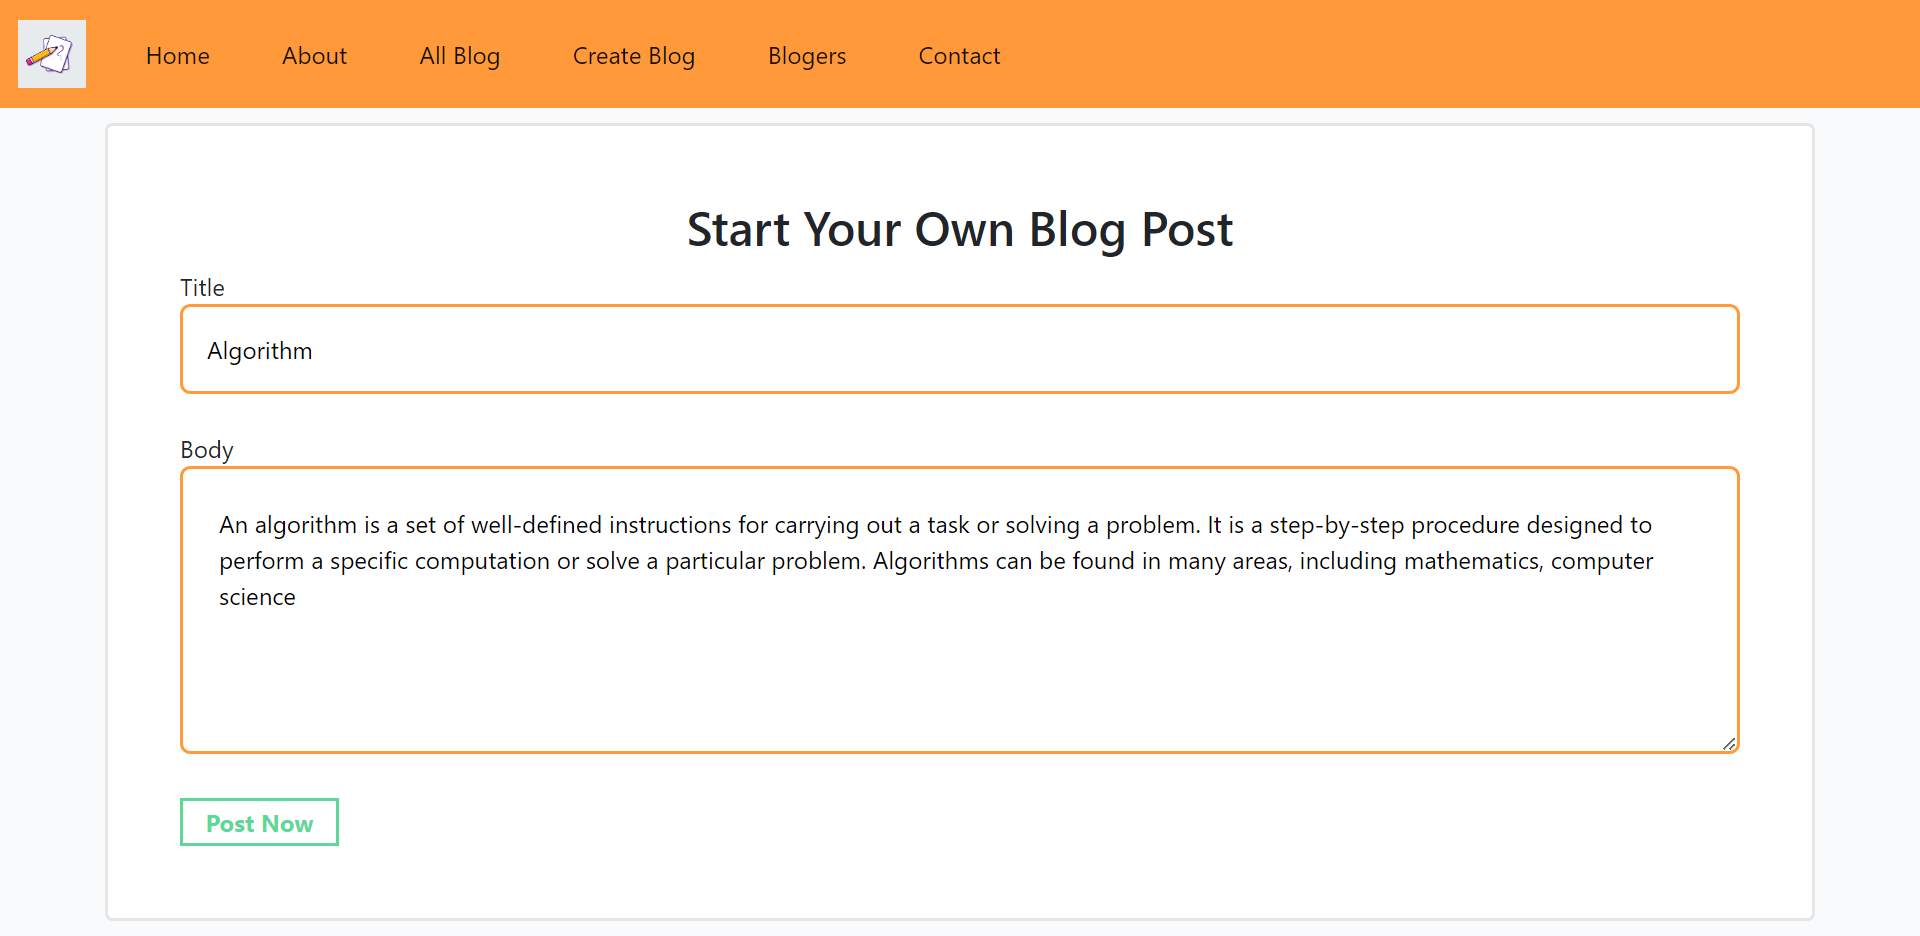 Home About All Blog Create Blog Blogers Contact
Start Your Own Blog Post
Title
Algorithm
Body
An algorithm is a set of well-defined instructions for carrying out a task or solving a problem. It is a step-by-step procedure designed to
perform a specific computation or solve a particular problem. Algorithms can be found in many areas, including mathematics, computer
science
Post Now